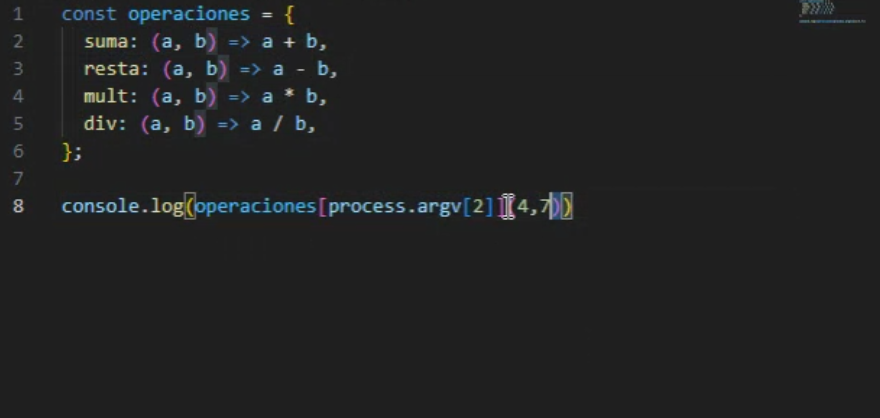 1 const operaciones = {
2 suma: (a, b) => a + b,
3 resta: (a, b) => a - b,
4 mult: (a, b) => a * b,
5 div: (a, b) => a / b,
6 };
7
8 console.log(operaciones[process.argv[2]](4,7))